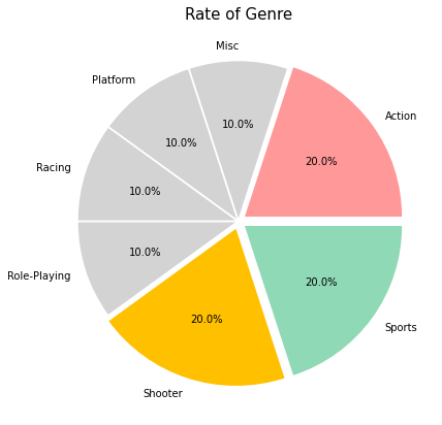 Rate of Genre
Misc
Platform
Action
10.0%
10.0%
20.0%
Racing
10.0%
10.0%
Role-Playing
20.0%
20.0%
Sports
Shooter